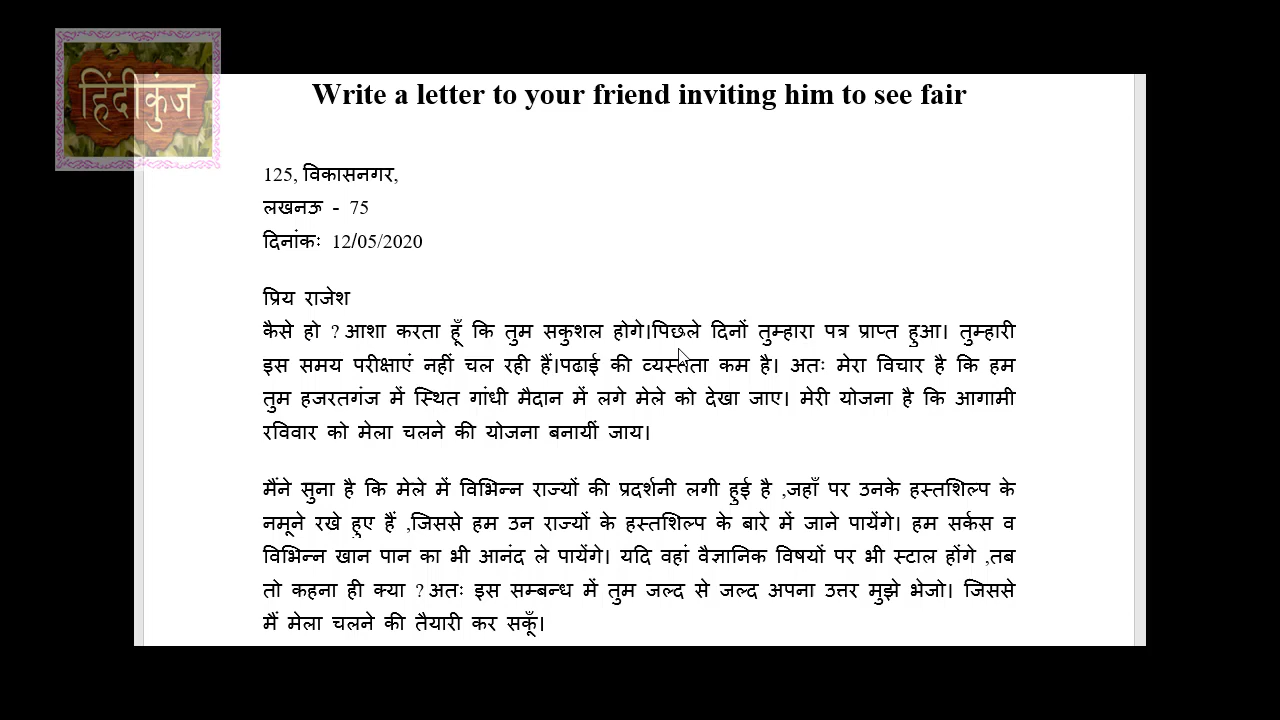 हिंदीकुंज
Write a letter to your friend inviting him to see fair
125, विकासनगर,
लखनऊ - 75
दिनांकः 12/05/2020
प्रिय राजेश
कैसे हो ? आशा करता हूँ कि तुम सकुशल होगे।पिछले दिनों तुम्हारा पत्र प्राप्त हुआ। तुम्हारी
इस समय परीक्षाएं नहीं चल रही हैं।पढाई की व्यस्तता कम है। अतः मेरा विचार है कि हम
तुम हजरतगंज में स्थित गांधी मैदान में लगे मेले को देखा जाए। मेरी योजना है कि आगामी
रविवार को मेला चलने की योजना बनायीं जाय।
मैंने सुना है कि मेले में विभिन्न राज्यों की प्रदर्शनी लगी हुई है ,जहाँ पर उनके हस्तशिल्प के
नमूने रखे हुए हैं ,जिससे हम उन राज्यों के हस्तशिल्प के बारे में जाने पायेंगे। हम सर्कस व
विभिन्न खान पान का भी आनंद ले पायेंगे। यदि वहां वैज्ञानिक विषयों पर भी स्टाल होंगे ,तब
तो कहना ही क्या ? अतः इस सम्बन्ध में तुम जल्द से जल्द अपना उत्तर मुझे भेजो। जिससे
मैं मेला चलने की तैयारी कर सकूँ।